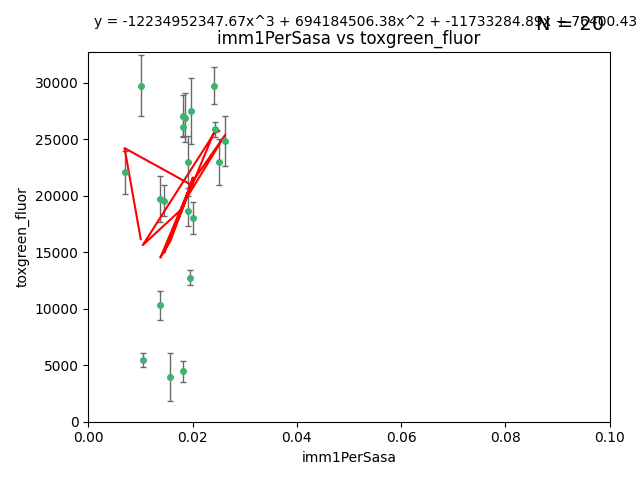 y = -12234952347.67x^3 + 694184506.38x^2 + -11733284.89x + 76400.43
N = 20
imm1PerSasa vs toxgreen_fluor
30000
25000
20000
15000
10000
5000
0
toxgreen_fluor
0.00 0.02 0.04 0.06 0.08 0.10
imm1PerSasa